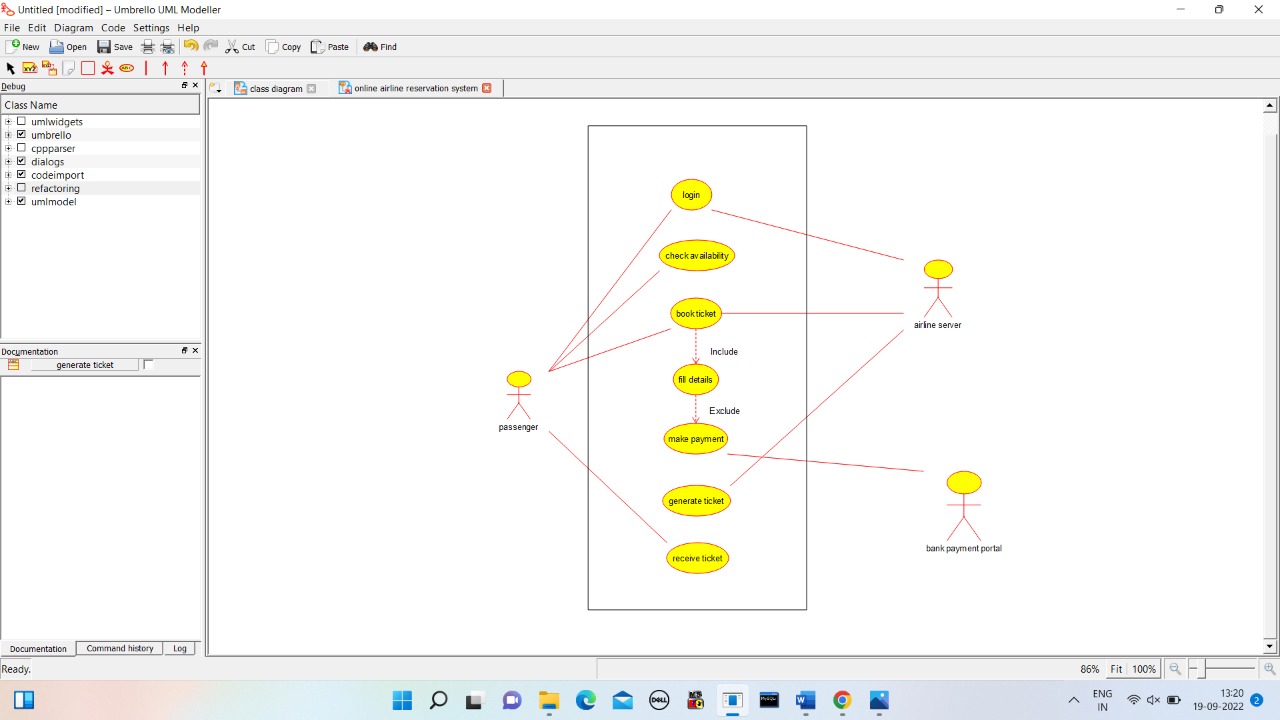 Untitled [modified] – Umbrello UML Modeller
File Edit Diagram Code Settings Help
New Open Save Cut Copy Paste Find
Debug
class diagram online airline reservation system
Class Name
umlwidgets
umbrello
cppparser
dialogs
codeimport
refactoring
umlmodel
Documentation
generate ticket
login
check availability
book ticket
Include
fill details
Exclude
make payment
generate ticket
receive ticket
passenger
airline server
bank payment portal
Documentation Command history Log
Ready.
86% Fit 100%
ENG
IN
13:20
19-09-2022
2
DELL
MySQL
W